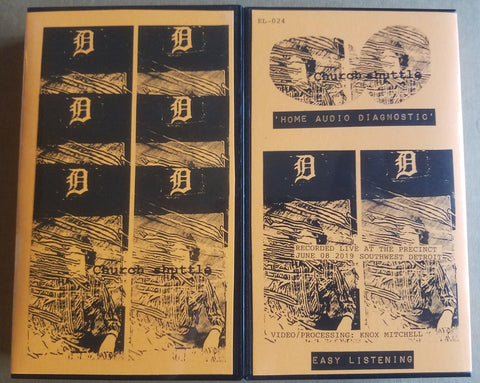 D D
D D
D D
Church shuttle
EL-024
Church shuttle
'HOME AUDIO DIAGNOSTIC'
D D
RECORDED LIVE AT THE PRECINCT
JUNE 08 2019 SOUTHWEST DETROIT
VIDEO/PROCESSING: KNOX MITCHELL
EASY LISTENING